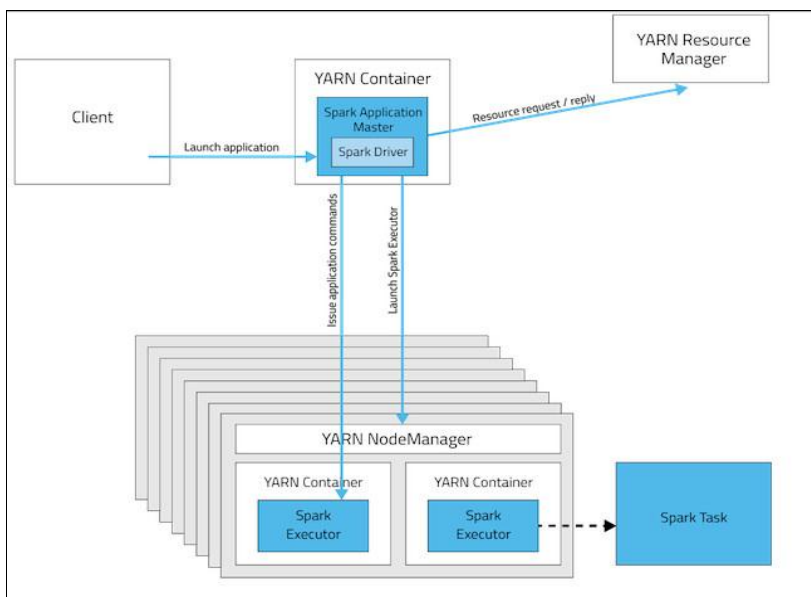 YARN Resource
Manager
YARN Container
Client
Spark Application
Master
Spark Driver
Launch application
Resource request / reply
Issue application commands
Launch Spark Executor
YARN NodeManager
YARN Container
YARN Container
Spark
Executor
Spark
Executor
Spark Task